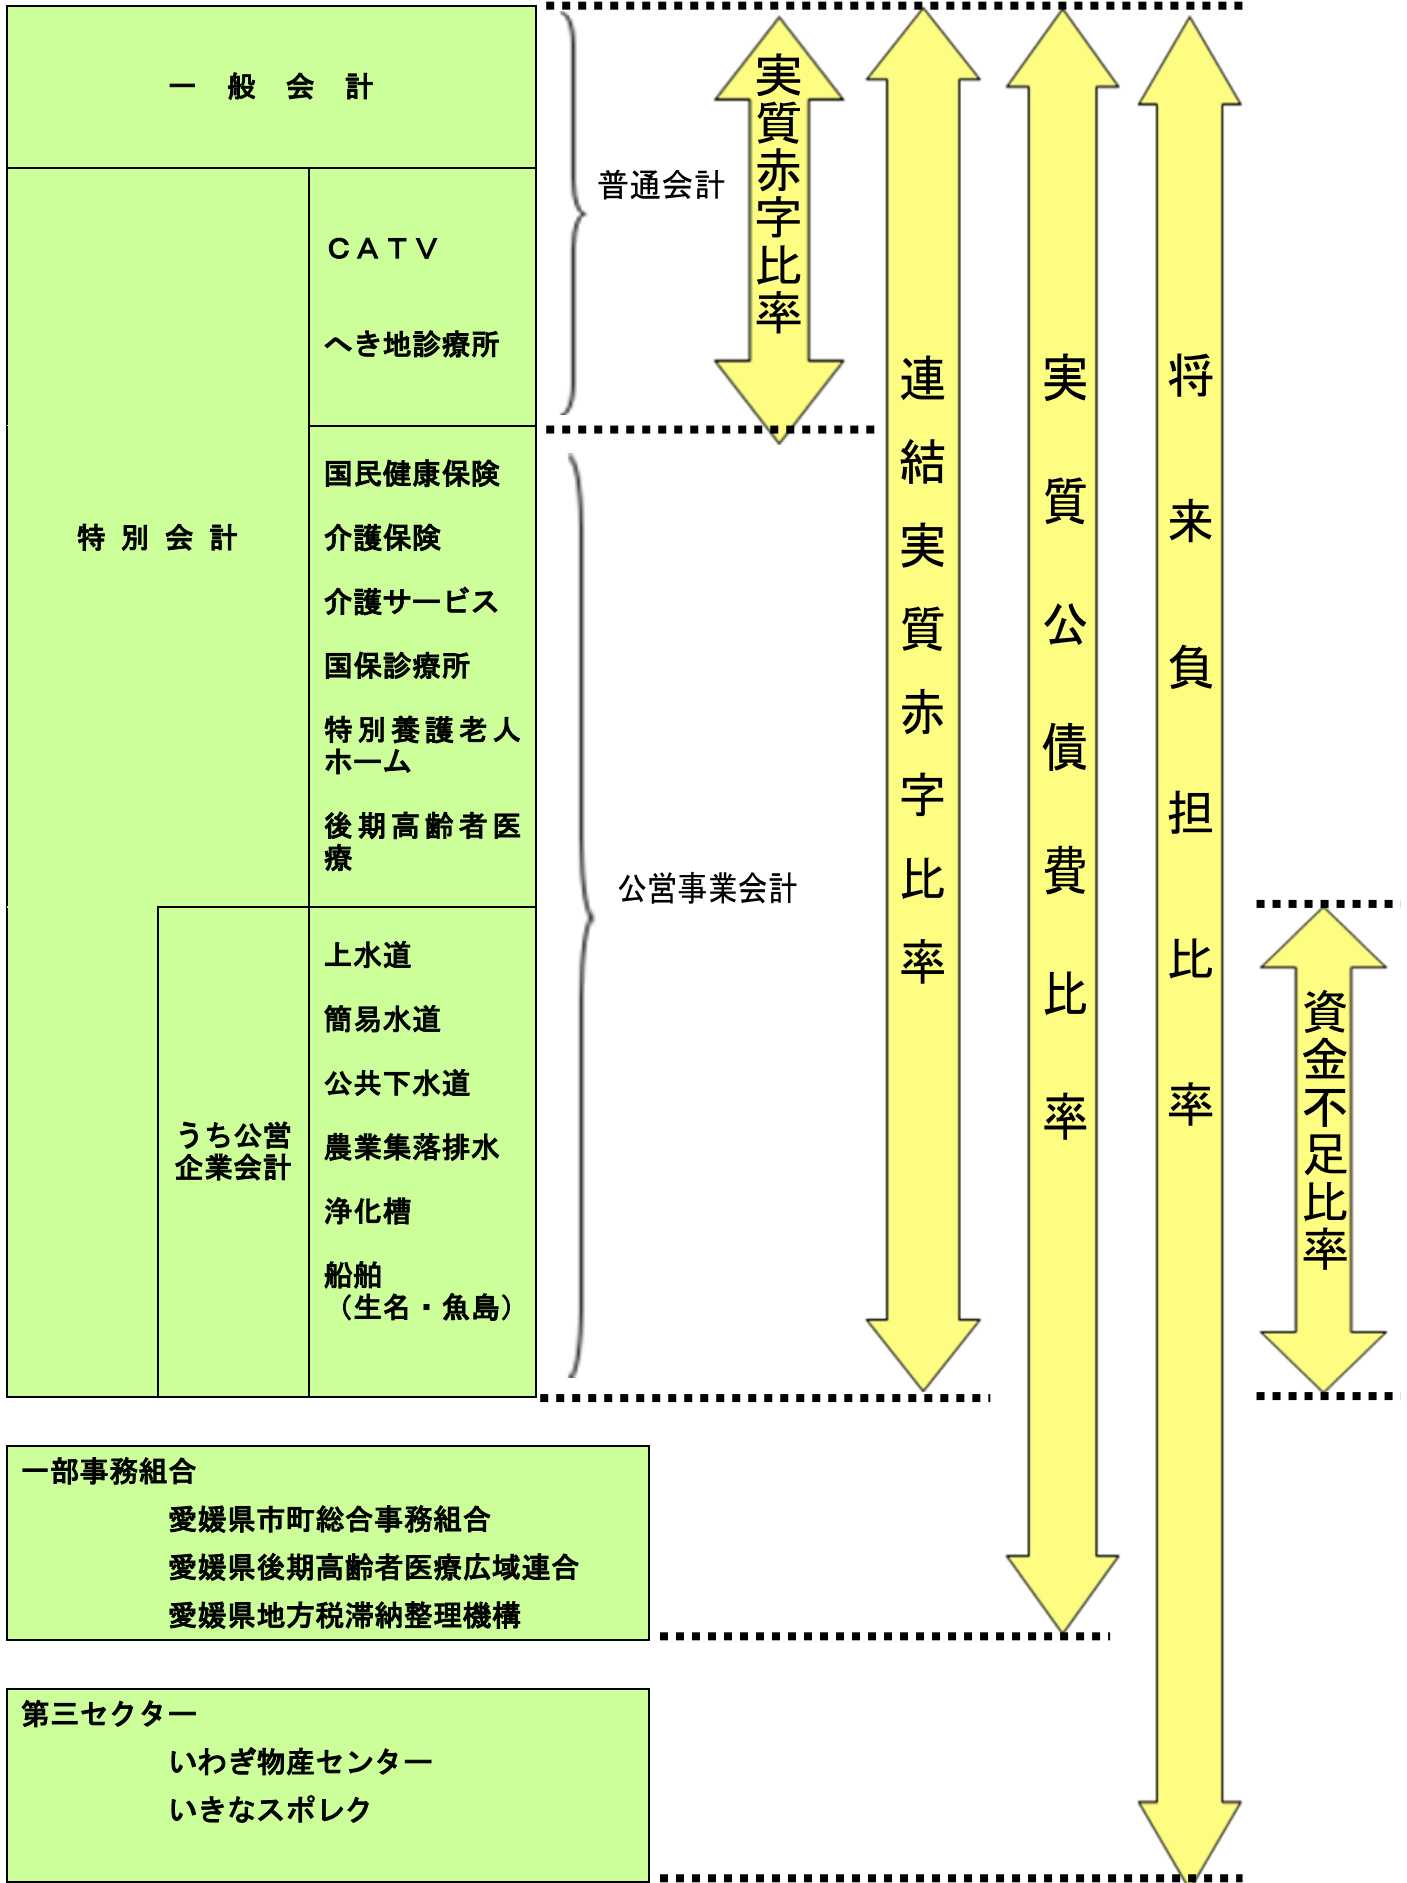 一　般　会　計
特 別 会 計
ＣＡＴＶ
へき地診療所
国民健康保険
介護保険
介護サービス
国保診療所
特別養護老人
ホーム
後期高齢者医
療
うち公営
企業会計
上水道
簡易水道
公共下水道
農業集落排水
浄化槽
船舶
（生名・魚島）
普通会計
公営事業会計
実質赤字比率
連結実質赤字比率
実質公債費比率
将来負担比率
資金不足比率
一部事務組合
愛媛県市町総合事務組合
愛媛県後期高齢者医療広域連合
愛媛県地方税滞納整理機構
第三セクター
いわぎ物産センター
いきなスポレク